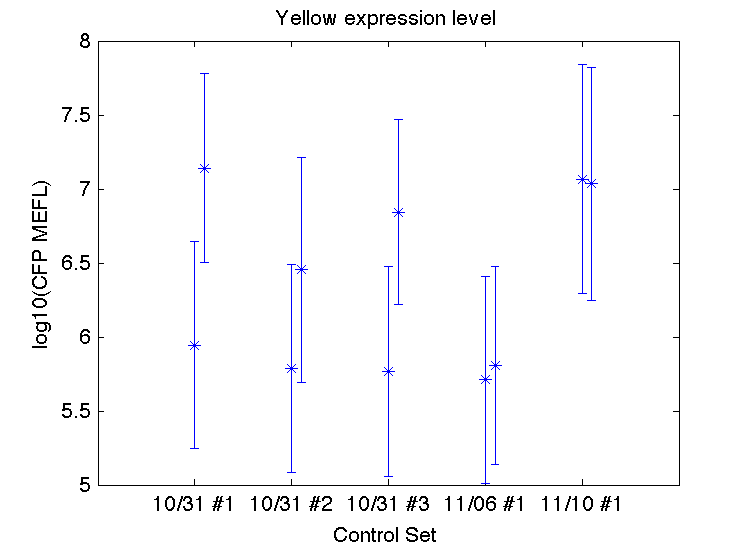 Yellow expression level
log10(CFP MEFL)
8
7.5
7
6.5
6
5.5
5
10/31 #1 10/31 #2 10/31 #3 11/06 #1 11/10 #1
Control Set